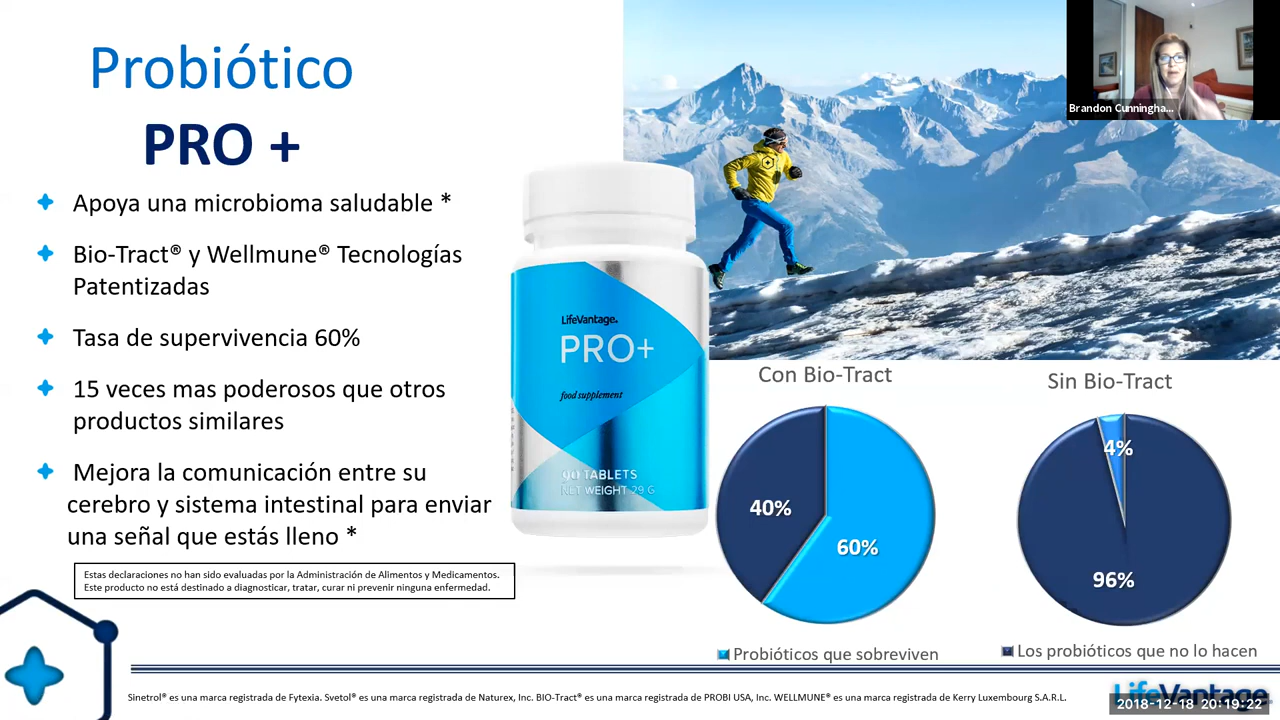 Probiótico
PRO +
Apoya una microbioma saludable *
Bio-Tract® y Wellmune® Tecnologías
Patentizadas
Tasa de supervivencia 60%
15 veces mas poderosos que otros
productos similares
Mejora la comunicación entre su
cerebro y sistema intestinal para enviar
una señal que estás lleno *
Estas declaraciones no han sido evaluadas por la Administración de Alimentos y Medicamentos.
Este producto no está destinado a diagnosticar, tratar, curar ni prevenir ninguna enfermedad.
LifeVantage.
PRO+
food supplement
90 TABLETS
NET WEIGHT 29 G
Brandon Cunningha...
Con Bio-Tract
40%
60%
Probióticos que sobreviven
Sin Bio-Tract
4%
96%
Los probióticos que no lo hacen
Sinetrol® es una marca registrada de Fytexia. Svetol® es una marca registrada de Naturex, Inc. BIO-Tract® es una marca registrada de PROBI USA, Inc. WELLMUNE® es una marca registrada de Kerry Luxembourg S.A.R.L.
LifeVantage
2018-12-18 20:19:22